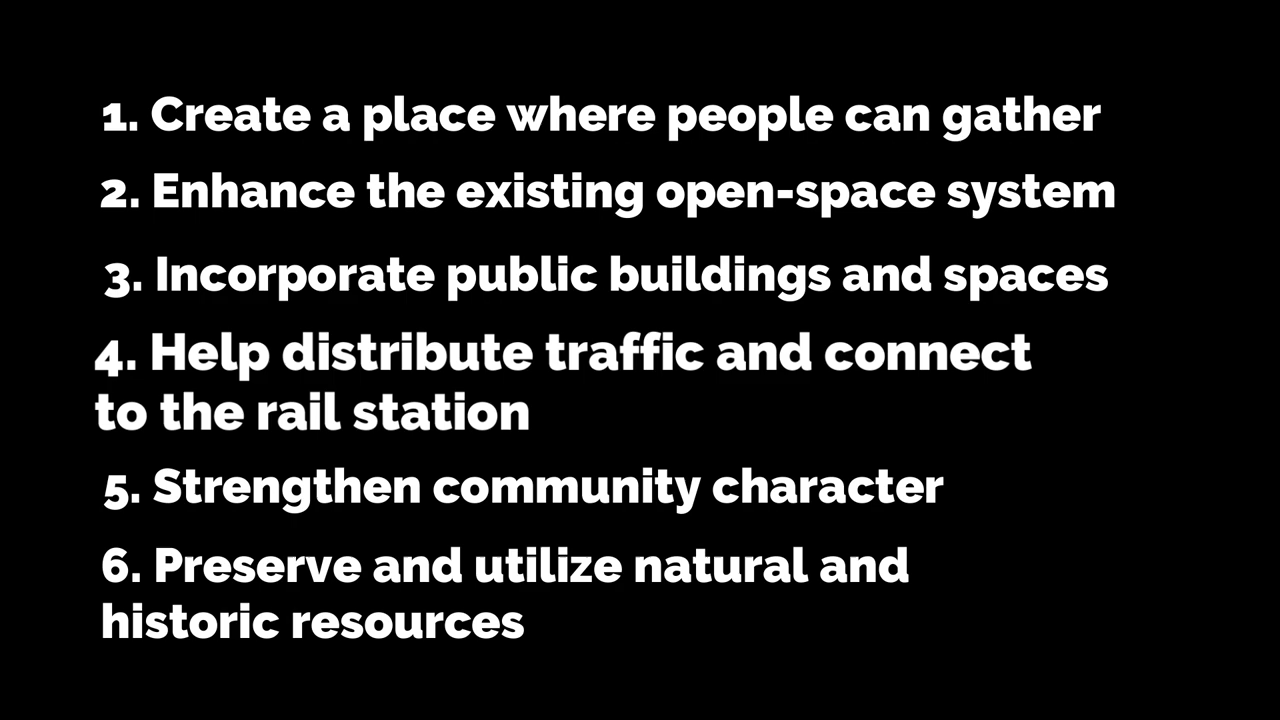 1. Create a place where people can gather
2. Enhance the existing open-space system
3. Incorporate public buildings and spaces
4. Help distribute traffic and connect
to the rail station
5. Strengthen community character
6. Preserve and utilize natural and
historic resources